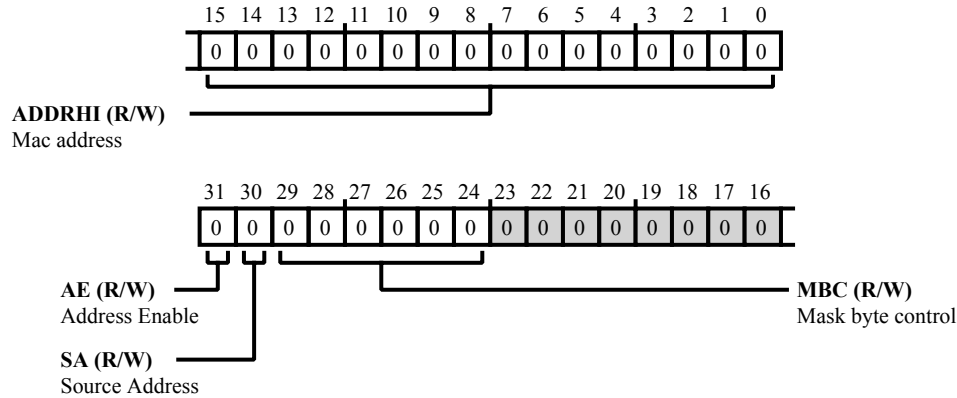 15 14 13 12 11 10 9 8 7 6 5 4 3 2 1 0
0 0 0 0 0 0 0 0 0 0 0 0 0 0 0 0
ADDRHI (R/W)
Mac address
31 30 29 28 27 26 25 24 23 22 21 20 19 18 17 16
0 0 0 0 0 0 0 0 0 0 0 0 0 0 0 0
AE (R/W)
Address Enable
MBC (R/W)
Mask byte control
SA (R/W)
Source Address